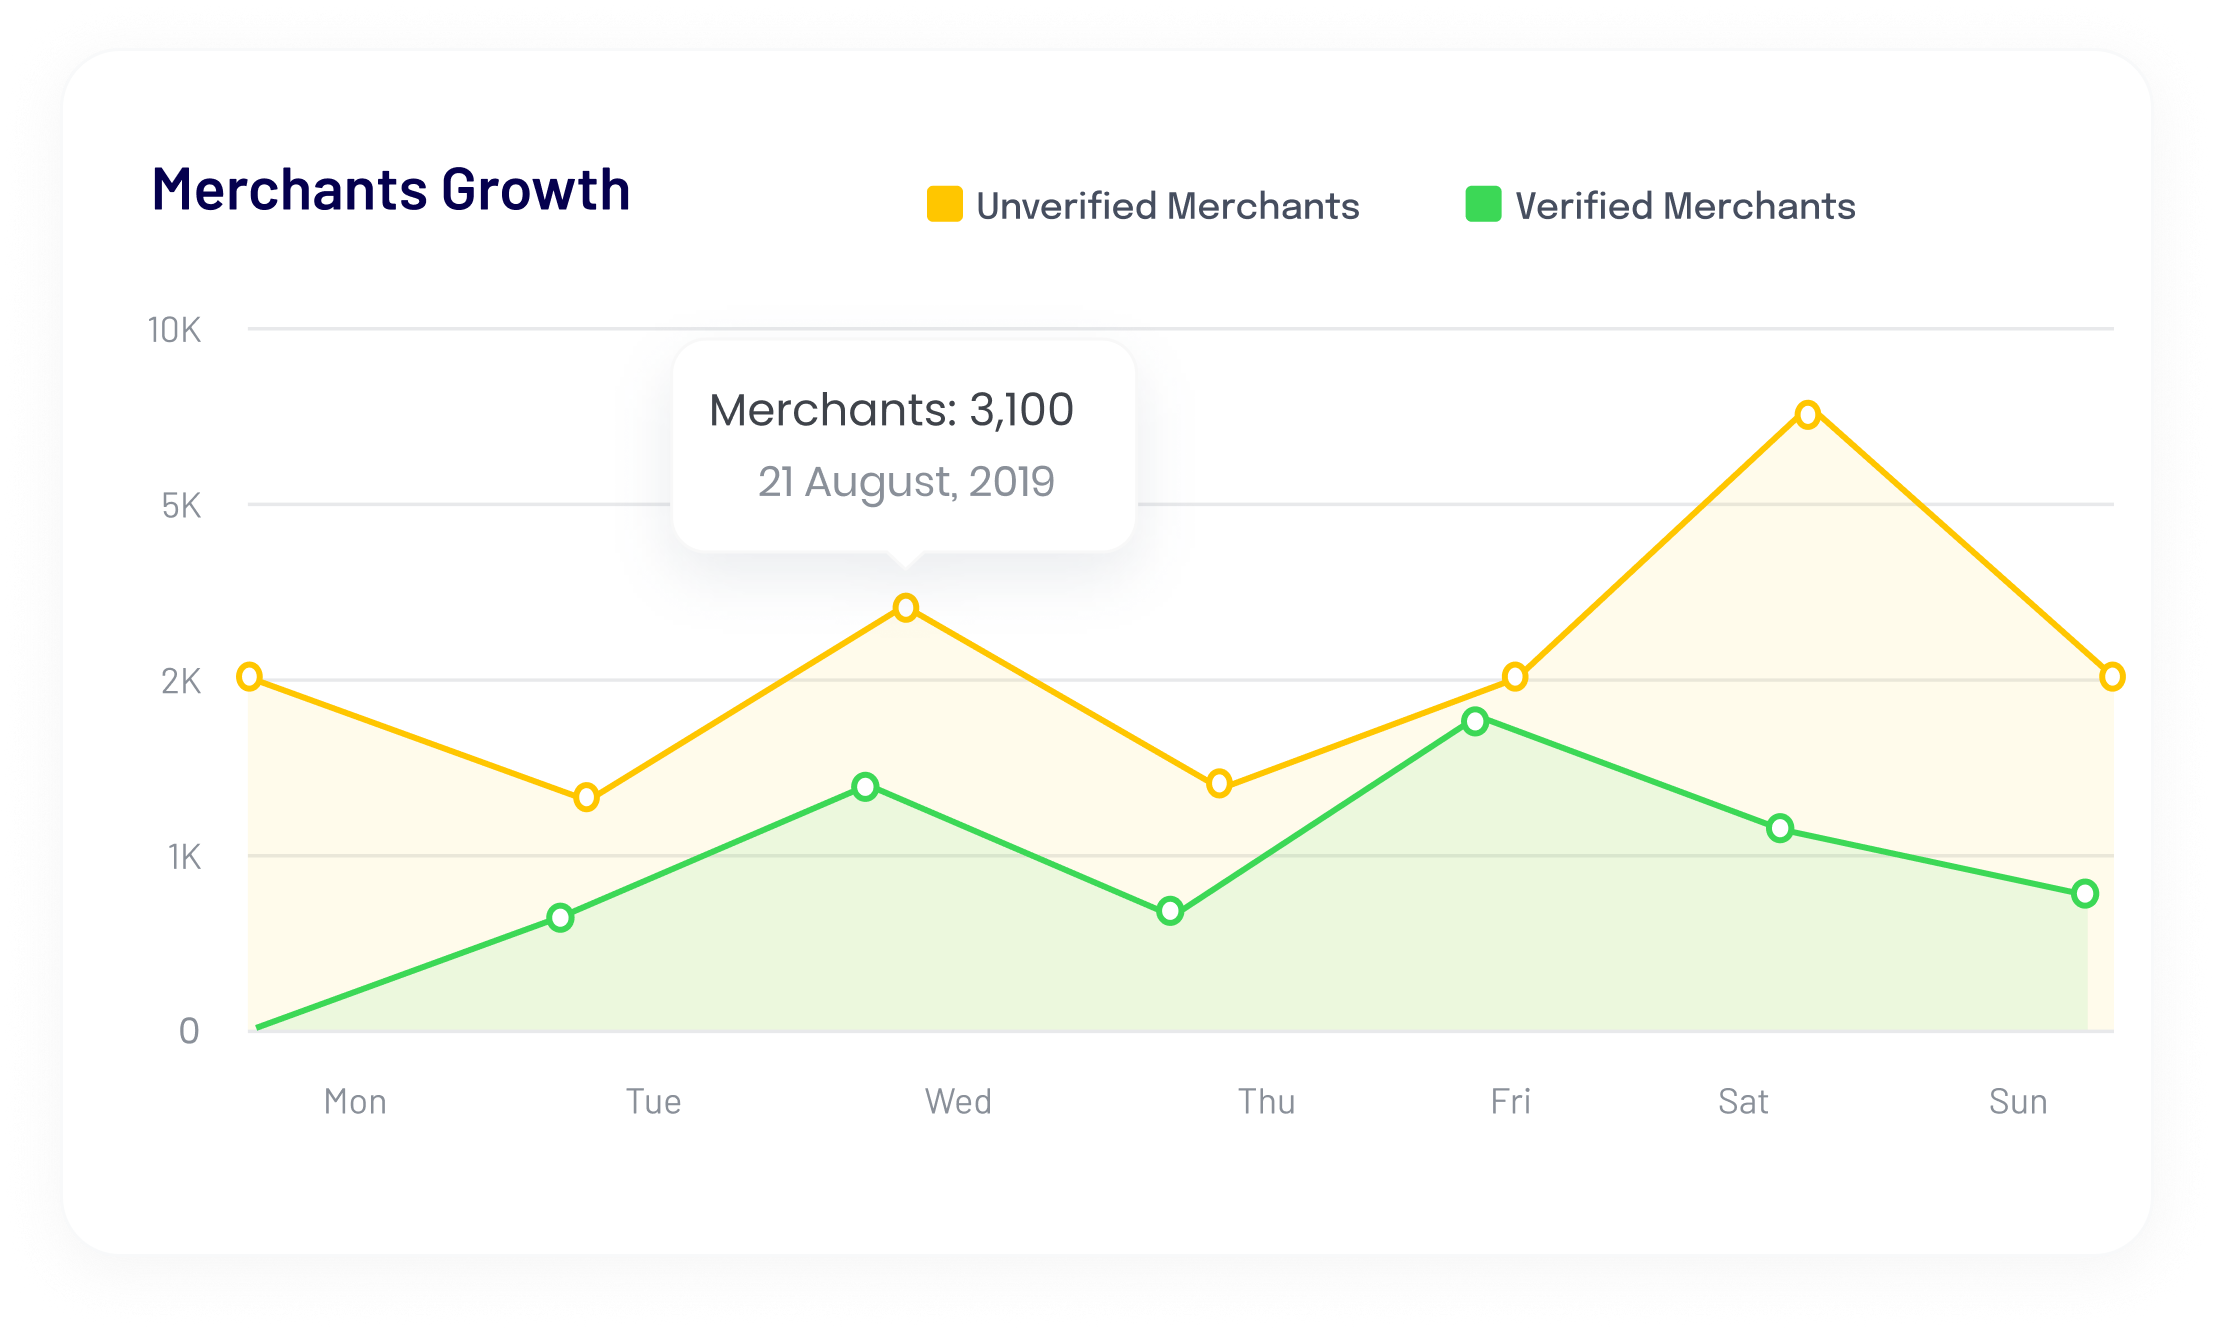 Merchants Growth
Unverified Merchants
Verified Merchants
10K
Merchants: 3,100
21 August, 2019
5K
2K
1K
0
Mon Tue Wed Thu Fri Sat Sun